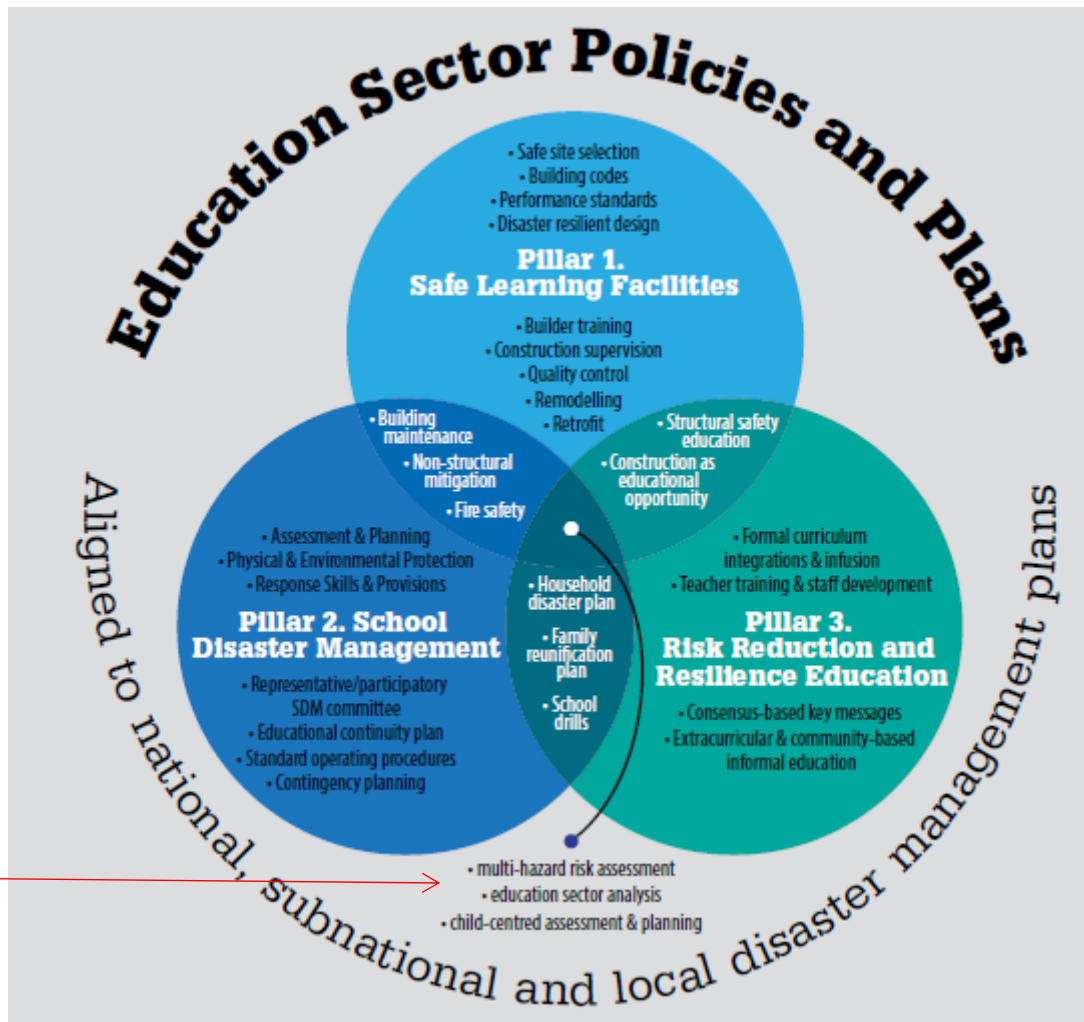 Education Sector Policies and Plans
• Safe site selection
• Building codes
• Performance standards
• Disaster resilient design
Pillar 1.
Safe Learning Facilities
• Builder training
• Construction supervision
• Quality control
• Remodelling
• Retrofit
• Building
maintenance
• Non-structural
mitigation
• Fire safety
• Structural safety
education
• Construction as
educational
opportunity
• Assessment & Planning
• Physical & Environmental Protection
• Response Skills & Provisions
Pillar 2. School
Disaster Management
• Representative/participatory
SDM committee
• Educational continuity plan
• Standard operating procedures
• Contingency planning
• Household
disaster plan
• Family
reunification
plan
• School
drills
• Formal curriculum
integrations & infusion
• Teacher training & staff development
Pillar 3.
Risk Reduction and
Resilience Education
• Consensus-based key messages
• Extracurricular & community-based
informal education
• multi-hazard risk assessment
• education sector analysis
• child-centred assessment & planning
Aligned to national, subnational and local disaster management plans